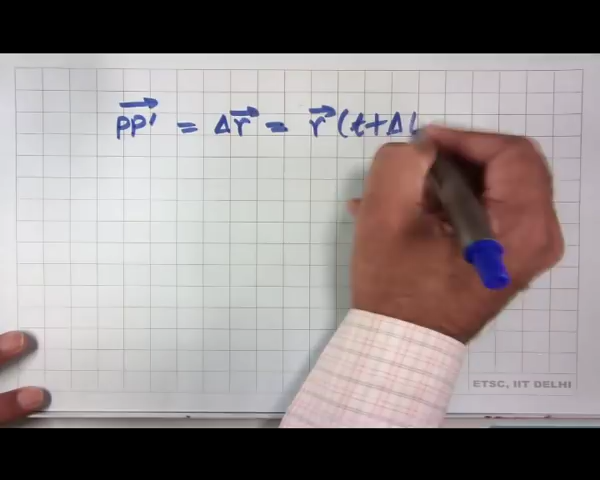 PP' = Δr⃗ = r⃗ (t+Δ
ETSC, IIT DELHI